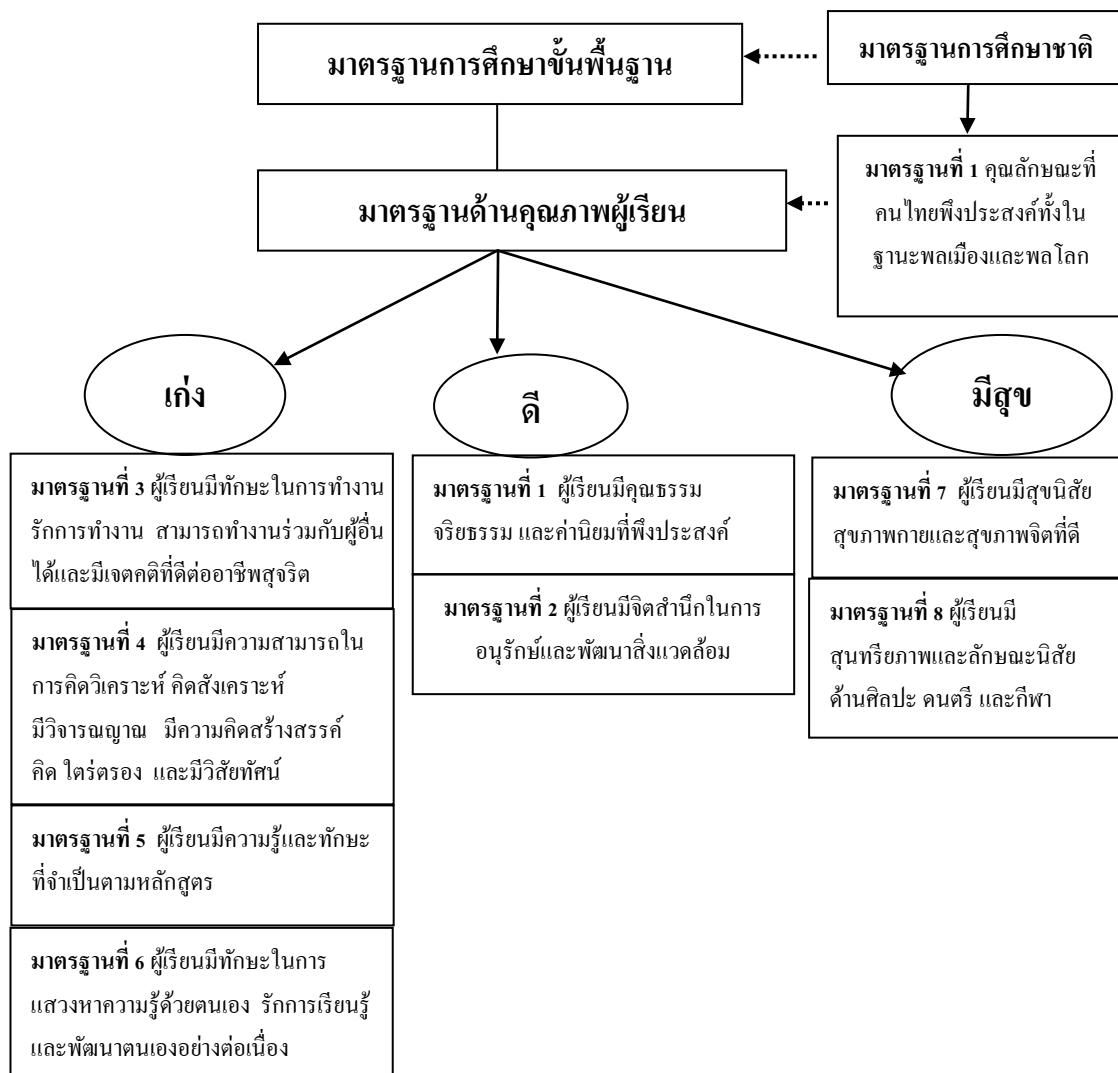 มาตรฐานการศึกษาขั้นพื้นฐาน
มาตรฐานการศึกษาชาติ
มาตรฐานที่ 1 คุณลักษณะที่
คนไทยพึงประสงค์ทั้งใน
ฐานะพลเมืองและพลโลก
มาตรฐานด้านคุณภาพผู้เรียน
เก่ง
ดี
มีสุข
มาตรฐานที่ 3 ผู้เรียนมีทักษะในการทำงาน
รักการทำงาน สามารถทำงานร่วมกับผู้อื่น
ได้และมีเจตคติที่ดีต่ออาชีพสุจริต
มาตรฐานที่ 4 ผู้เรียนมีความสามารถใน
การคิดวิเคราะห์ คิดสังเคราะห์
มีวิจารณญาณ มีความคิดสร้างสรรค์
คิด ไตร่ตรอง และมีวิสัยทัศน์
มาตรฐานที่ 5 ผู้เรียนมีความรู้และทักษะ
ที่จำเป็นตามหลักสูตร
มาตรฐานที่ 6 ผู้เรียนมีทักษะในการ
แสวงหาความรู้ด้วยตนเอง รักการเรียนรู้
และพัฒนาตนเองอย่างต่อเนื่อง
มาตรฐานที่ 1 ผู้เรียนมีคุณธรรม
จริยธรรม และค่านิยมที่พึงประสงค์
มาตรฐานที่ 2 ผู้เรียนมีจิตสำนึกในการ
อนุรักษ์และพัฒนาสิ่งแวดล้อม
มาตรฐานที่ 7 ผู้เรียนมีสุขนิสัย
สุขภาพกายและสุขภาพจิตที่ดี
มาตรฐานที่ 8 ผู้เรียนมี
สุนทรียภาพและลักษณะนิสัย
ด้านศิลปะ ดนตรี และกีฬา